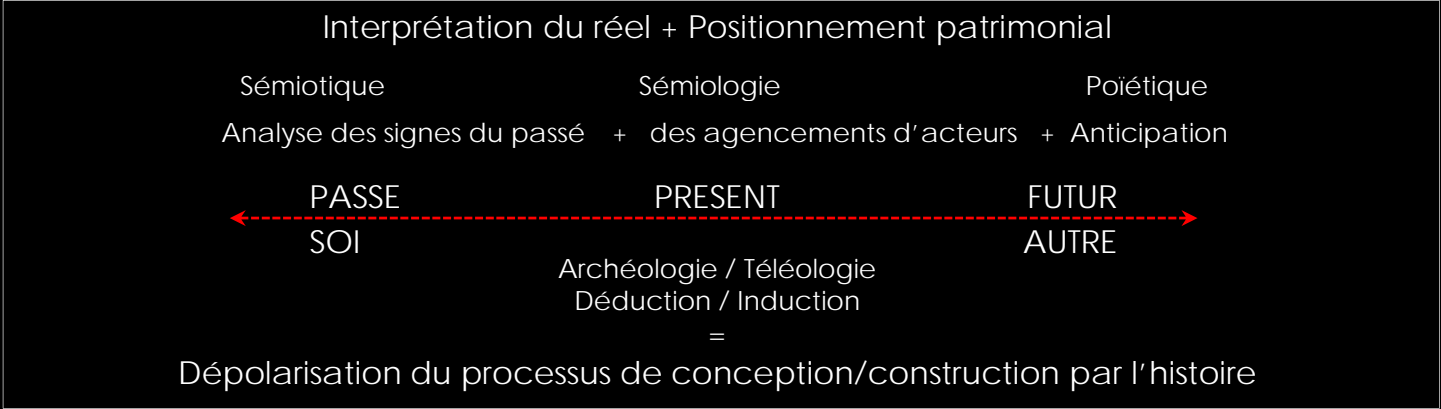 Interprétation du réel + Positionnement patrimonial
Sémiotique Sémiologie Poïétique
Analyse des signes du passé + des agencements d'acteurs + Anticipation
PASSE PRESENT FUTUR
SOI AUTRE
Archéologie / Téléologie
Déduction / Induction
=
Dépolarisation du processus de conception/construction par l'histoire